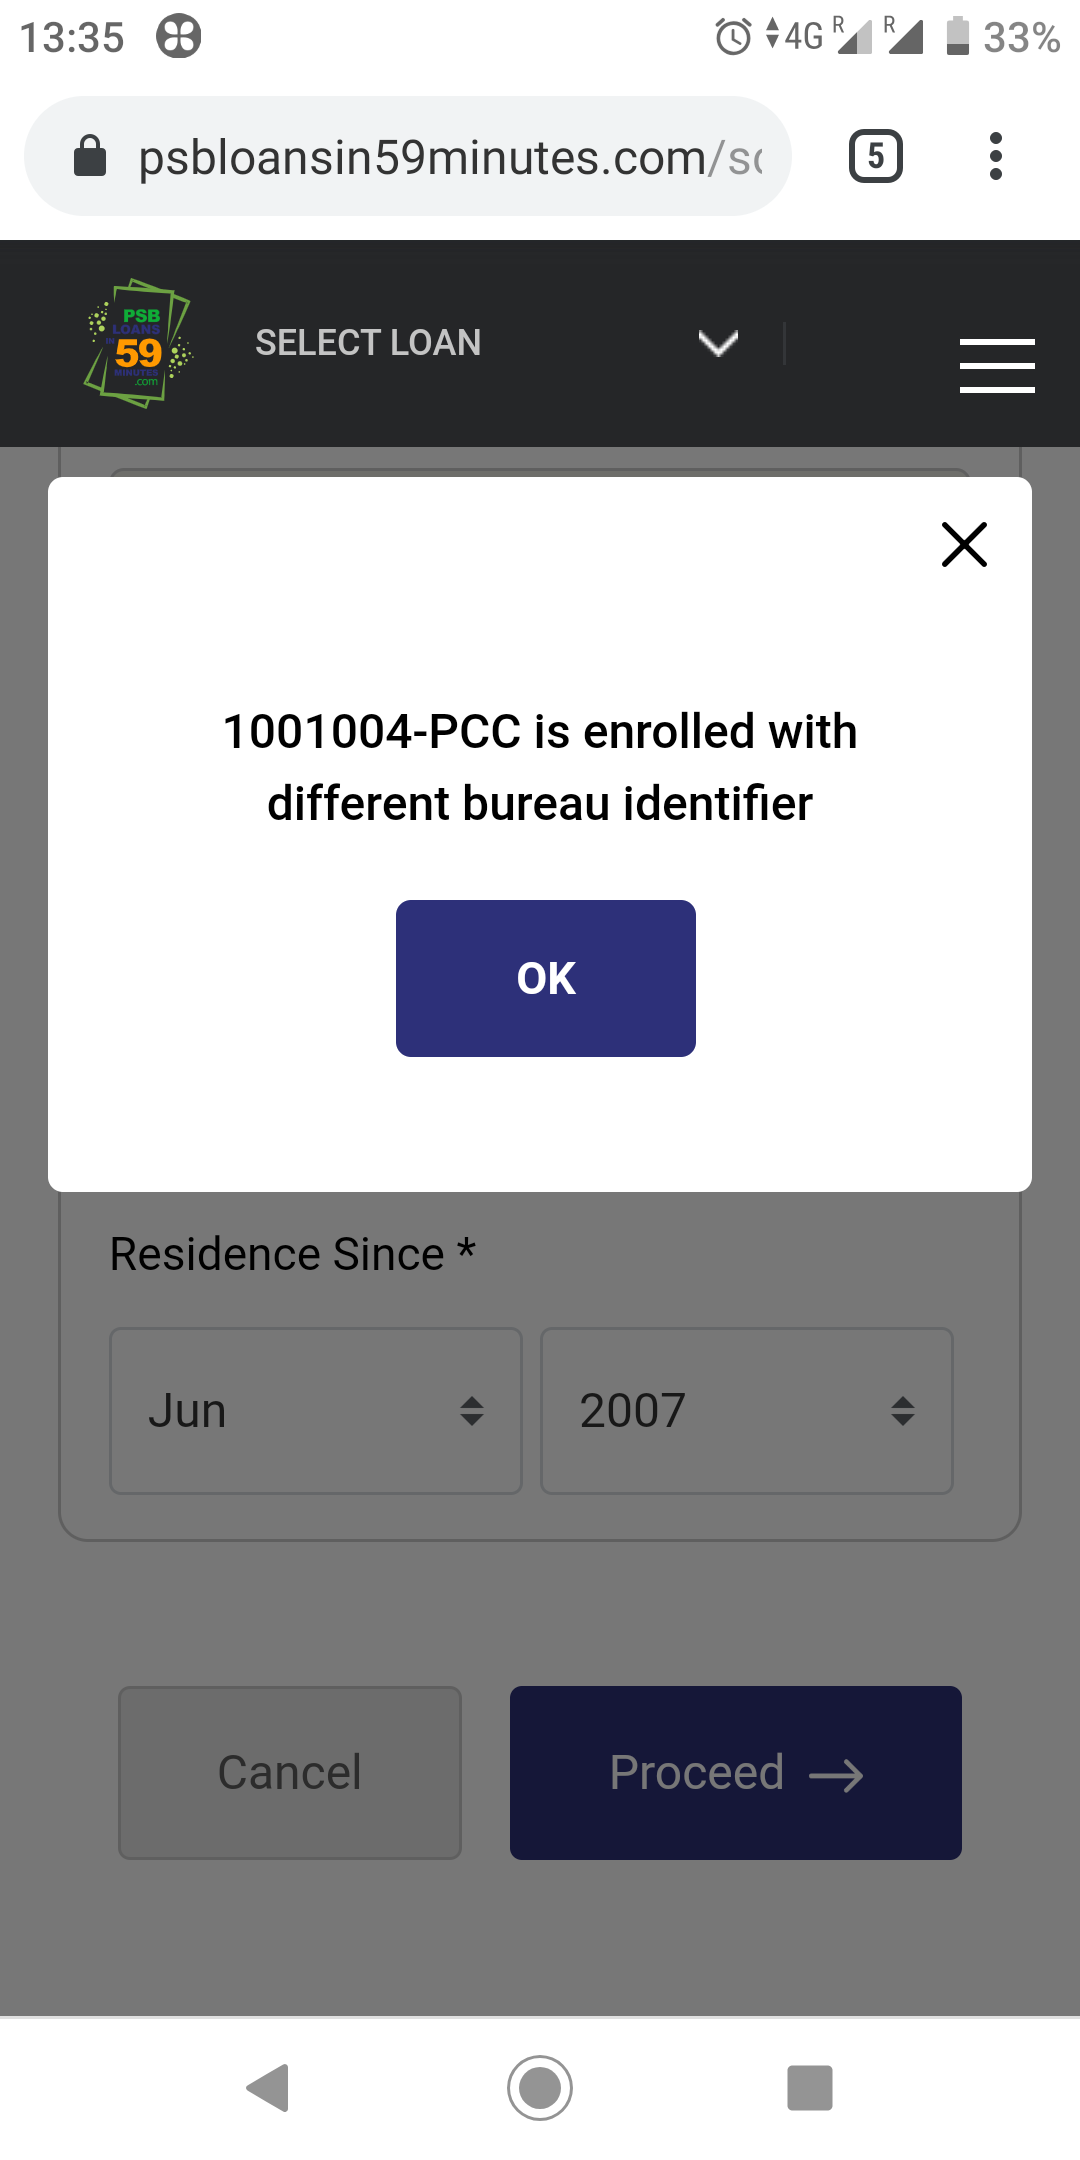 13:35 4G R R 33%
psbloansin59minutes.com/sc
5
PSB
LOANS
IN
59
MINUTES
.com
SELECT LOAN
1001004-PCC is enrolled with
different bureau identifier
OK
Residence Since *
Jun 2007
Cancel Proceed